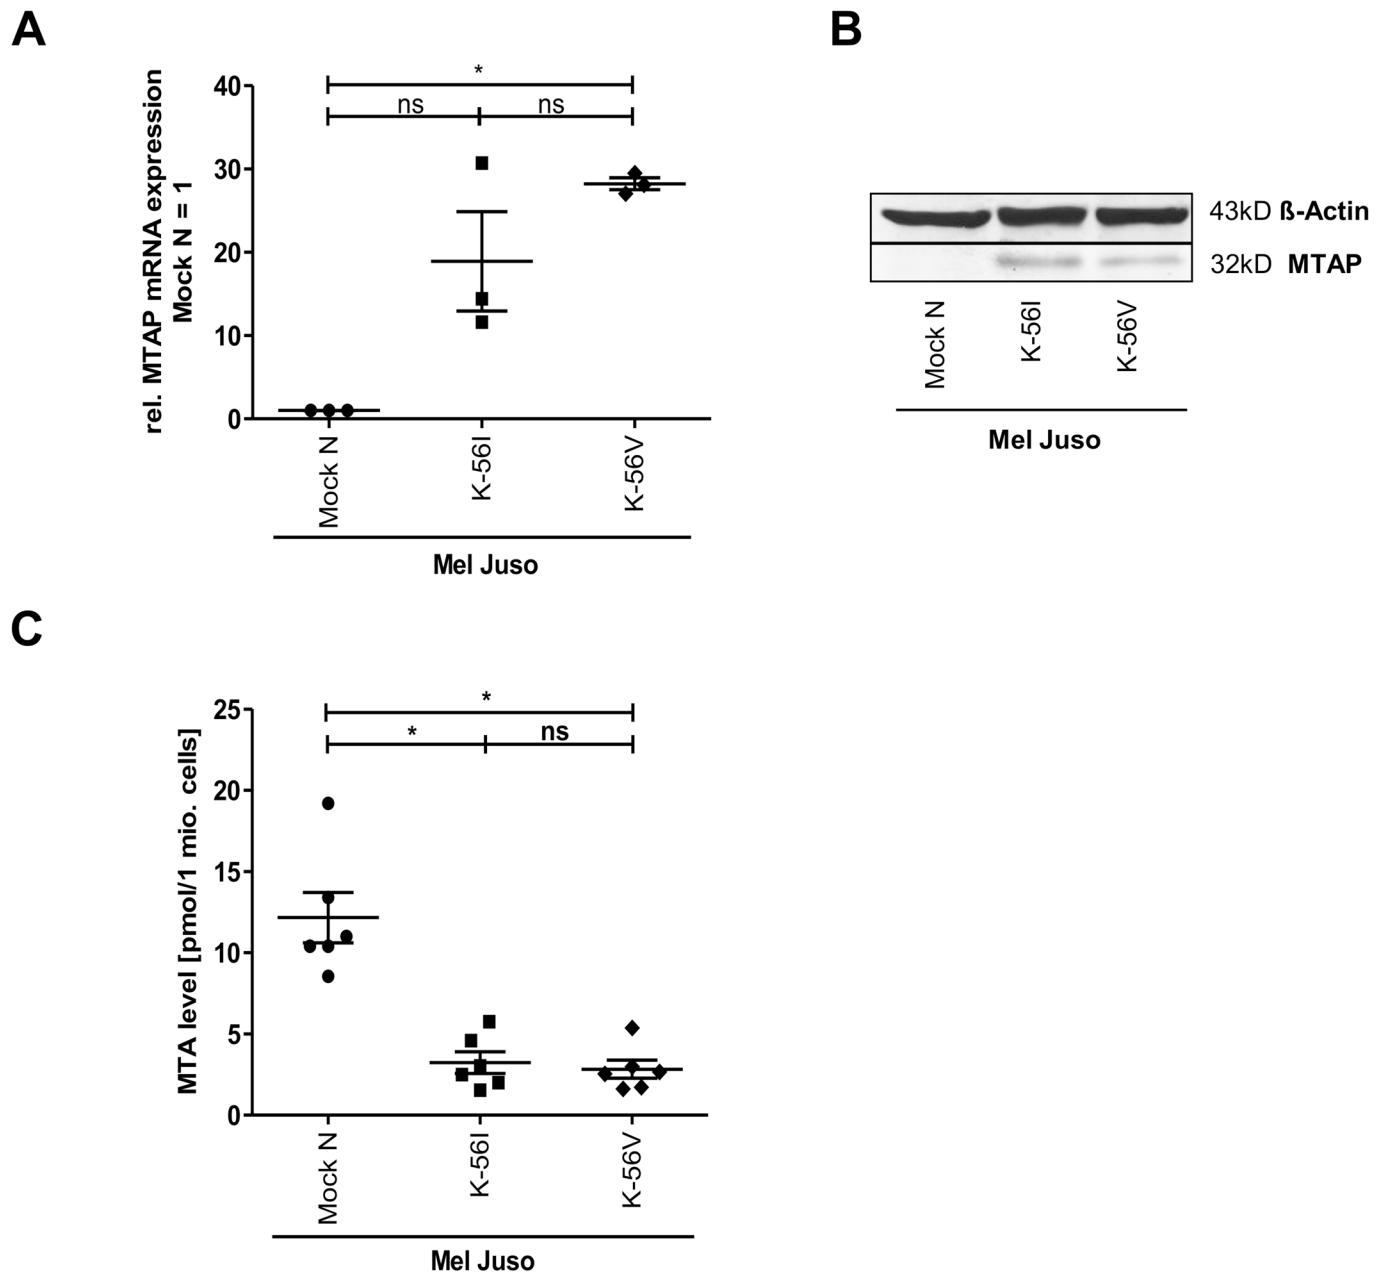 A
rel. MTAP mRNA expression
Mock N = 1
*
ns ns
40
30
20
10
0
Mock N
K-56I
K-56V
Mel Juso
B
43kD ß-Actin
32kD MTAP
Mock N
K-56I
K-56V
Mel Juso
C
MTA level [pmol/1 mio. cells]
*
* ns
25
20
15
10
5
0
Mock N
K-56I
K-56V
Mel Juso